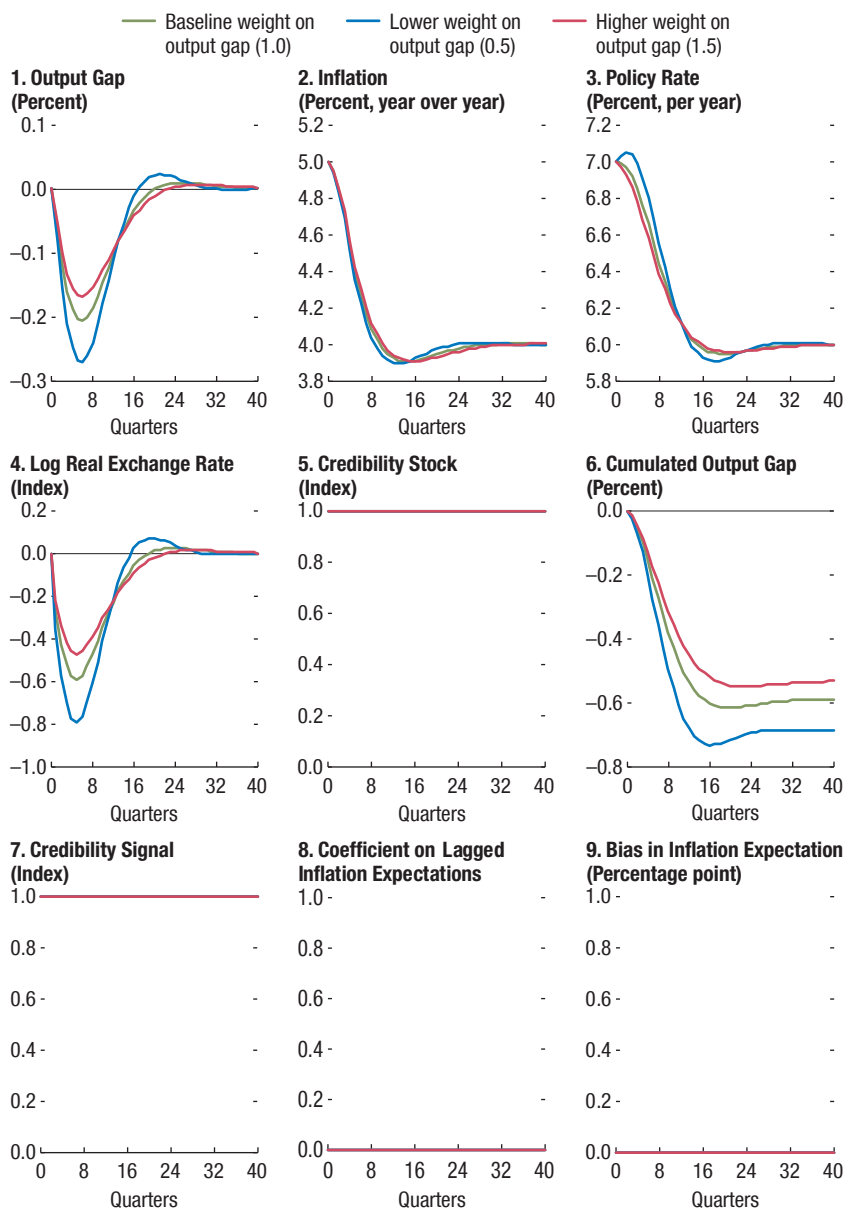 Baseline weight on output gap (1.0)
Lower weight on output gap (0.5)
Higher weight on output gap (1.5)
1. Output Gap
(Percent)
0.1
0.0
–0.1
–0.2
–0.3
0 8 16 24 32 40
Quarters
2. Inflation
(Percent, year over year)
5.2
5.0
4.8
4.6
4.4
4.2
4.0
3.8
0 8 16 24 32 40
Quarters
3. Policy Rate
(Percent, per year)
7.2
7.0
6.8
6.6
6.4
6.2
6.0
5.8
0 8 16 24 32 40
Quarters
4. Log Real Exchange Rate
(Index)
0.2
0.0
–0.2
–0.4
–0.6
–0.8
–1.0
0 8 16 24 32 40
Quarters
5. Credibility Stock
(Index)
1.0
0.8
0.6
0.4
0.2
0.0
0 8 16 24 32 40
Quarters
6. Cumulated Output Gap
(Percent)
0.0
–0.2
–0.4
–0.6
–0.8
0 8 16 24 32 40
Quarters
7. Credibility Signal
(Index)
1.0
0.8
0.6
0.4
0.2
0.0
0 8 16 24 32 40
Quarters
8. Coefficient on Lagged
Inflation Expectations
1.0
0.8
0.6
0.4
0.2
0.0
0 8 16 24 32 40
Quarters
9. Bias in Inflation Expectation
(Percentage point)
1.0
0.8
0.6
0.4
0.2
0.0
0 8 16 24 32 40
Quarters